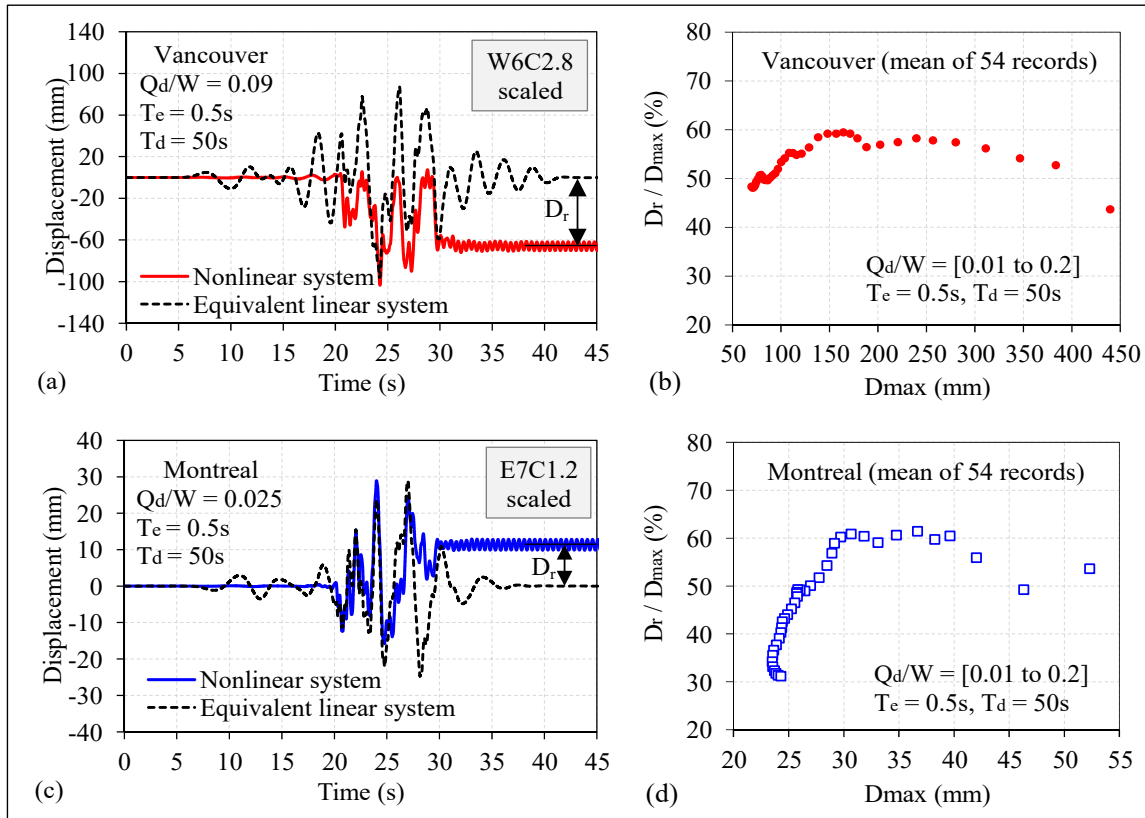 140
100
60
20
-20
-60
-100
-140
Displacement (mm)
Vancouver
Qd/W = 0.09
Te = 0.5s
Td = 50s
W6C2.8
scaled
Dr
Nonlinear system
Equivalent linear system
0 5 10 15 20 25 30 35 40 45
Time (s)
(a)
80
70
60
50
40
30
20
Dr / Dmax (%)
Vancouver (mean of 54 records)
Qd/W = [0.01 to 0.2]
Te = 0.5s, Td = 50s
50 100 150 200 250 300 350 400 450
Dmax (mm)
(b)
40
30
20
10
0
-10
-20
-30
-40
Displacement (mm)
Montreal
Qd/W = 0.025
Te = 0.5s
Td = 50s
E7C1.2
scaled
Dr
Nonlinear system
Equivalent linear system
0 5 10 15 20 25 30 35 40 45
Time (s)
(c)
80
70
60
50
40
30
20
Dr / Dmax (%)
Montreal (mean of 54 records)
Qd/W = [0.01 to 0.2]
Te = 0.5s, Td = 50s
20 25 30 35 40 45 50 55
Dmax (mm)
(d)